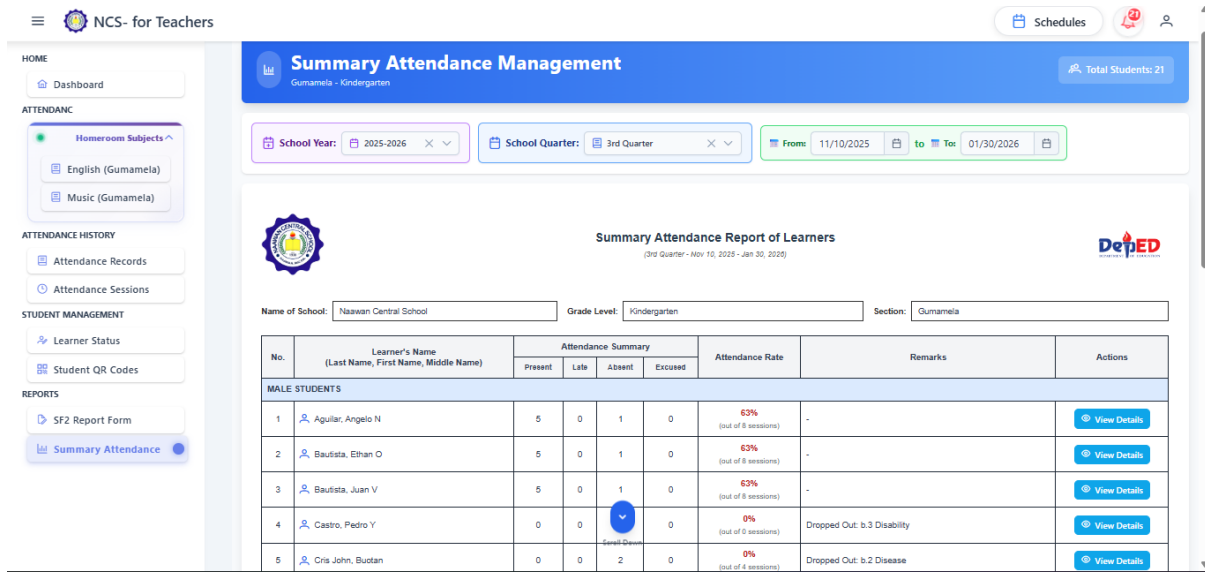 NCS- for Teachers
Schedules
21
HOME
Dashboard
ATTENDANC
Homeroom Subjects
English (Gumamela)
Music (Gumamela)
ATTENDANCE HISTORY
Attendance Records
Attendance Sessions
STUDENT MANAGEMENT
Learner Status
Student QR Codes
REPORTS
SF2 Report Form
Summary Attendance
Summary Attendance Management
Gumamela - Kindergarten
Total Students: 21
School Year: 2025-2026
School Quarter: 3rd Quarter
From: 11/10/2025 to To: 01/30/2026
Summary Attendance Report of Learners
(3rd Quarter - Nov 10, 2025 - Jan 30, 2026)
DepED
DEPARTMENT OF EDUCATION
Name of School: Naawan Central School Grade Level: Kindergarten Section: Gumamela
No. Learner's Name Attendance Summary Attendance Rate Remarks Actions
(Last Name, First Name, Middle Name) Present Late Absent Excused
MALE STUDENTS
1 Aguilar, Angelo N 5 0 1 0 63% - View Details
(out of 8 sessions)
2 Bautista, Ethan O 5 0 1 0 63% - View Details
(out of 8 sessions)
3 Bautista, Juan V 5 0 1 0 63% - View Details
(out of 8 sessions)
4 Castro, Pedro Y 0 0 0 0% Dropped Out: b.3 Disability View Details
(out of 0 sessions)
Scroll Down
5 Cris John, Buotan 0 0 2 0 0% Dropped Out: b.2 Disease View Details
(out of 4 sessions)